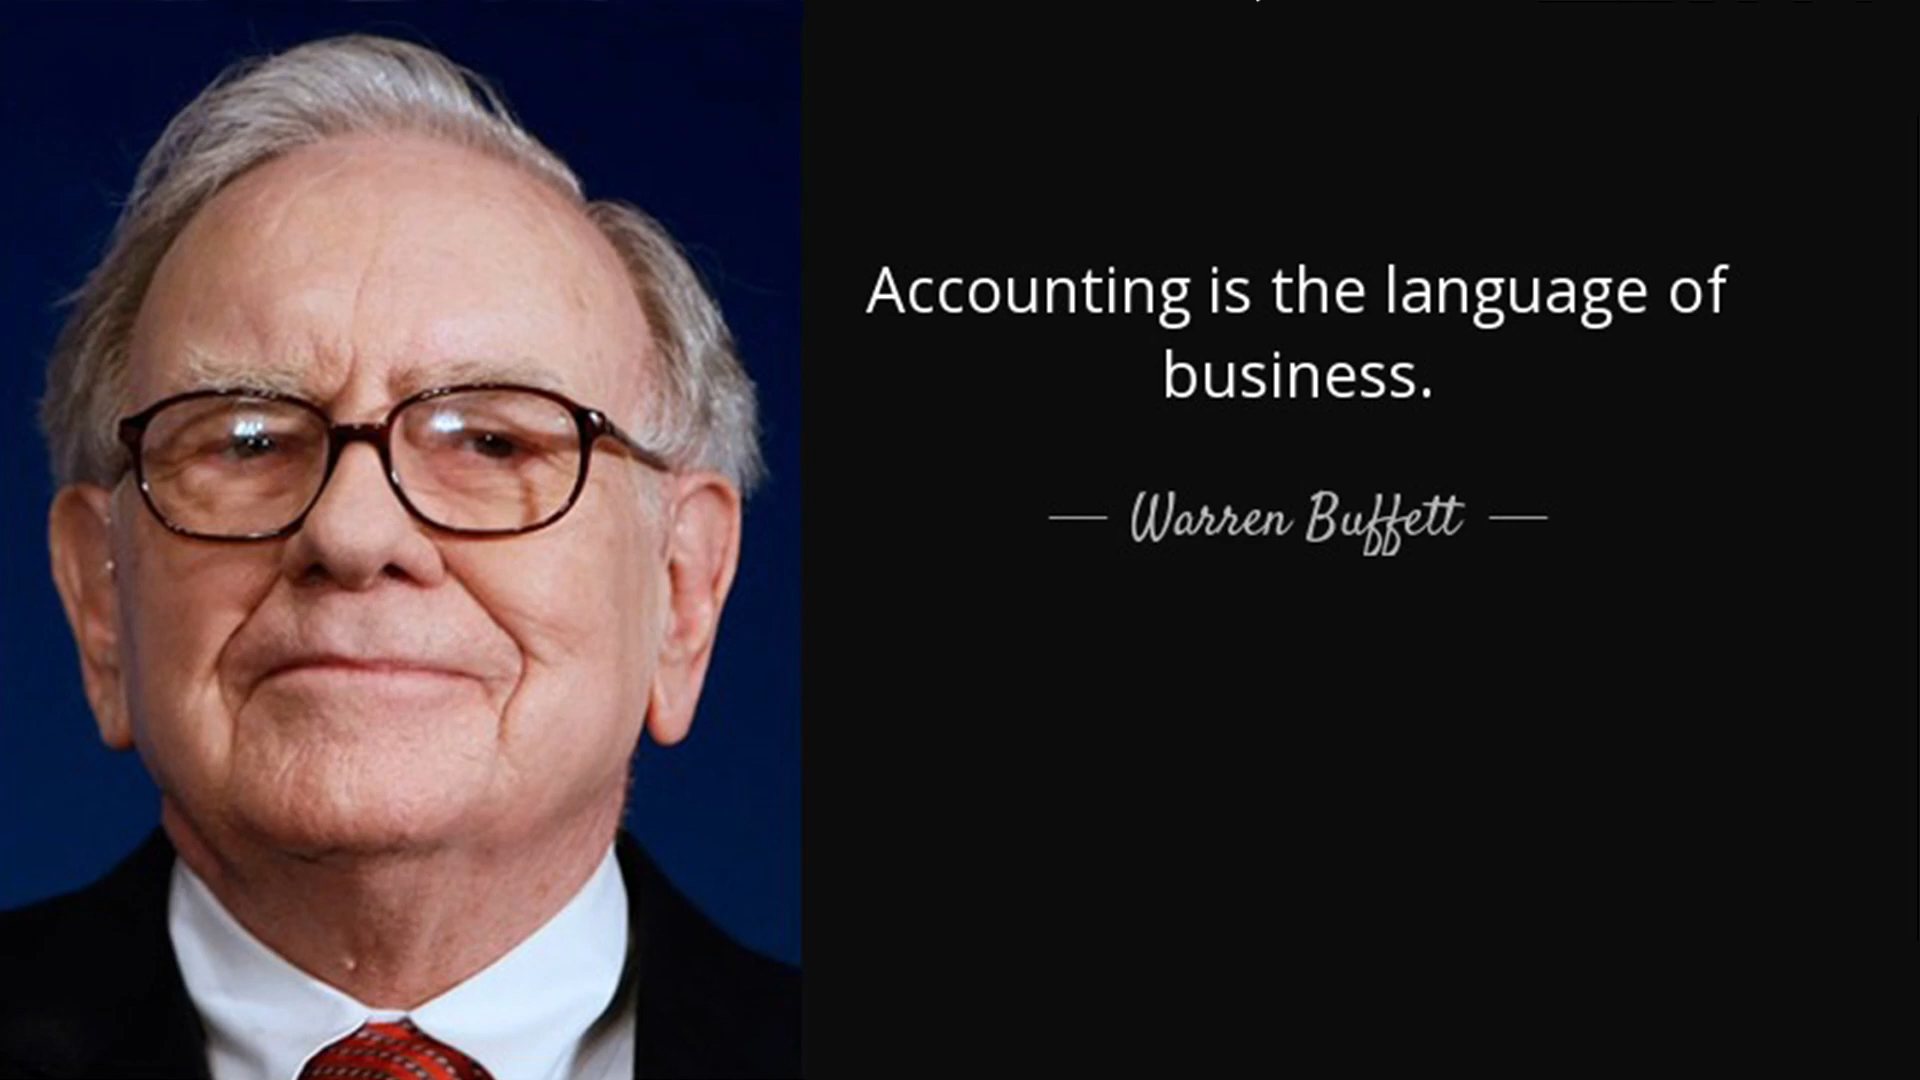 Accounting is the language of
business.
— Warren Buffett —